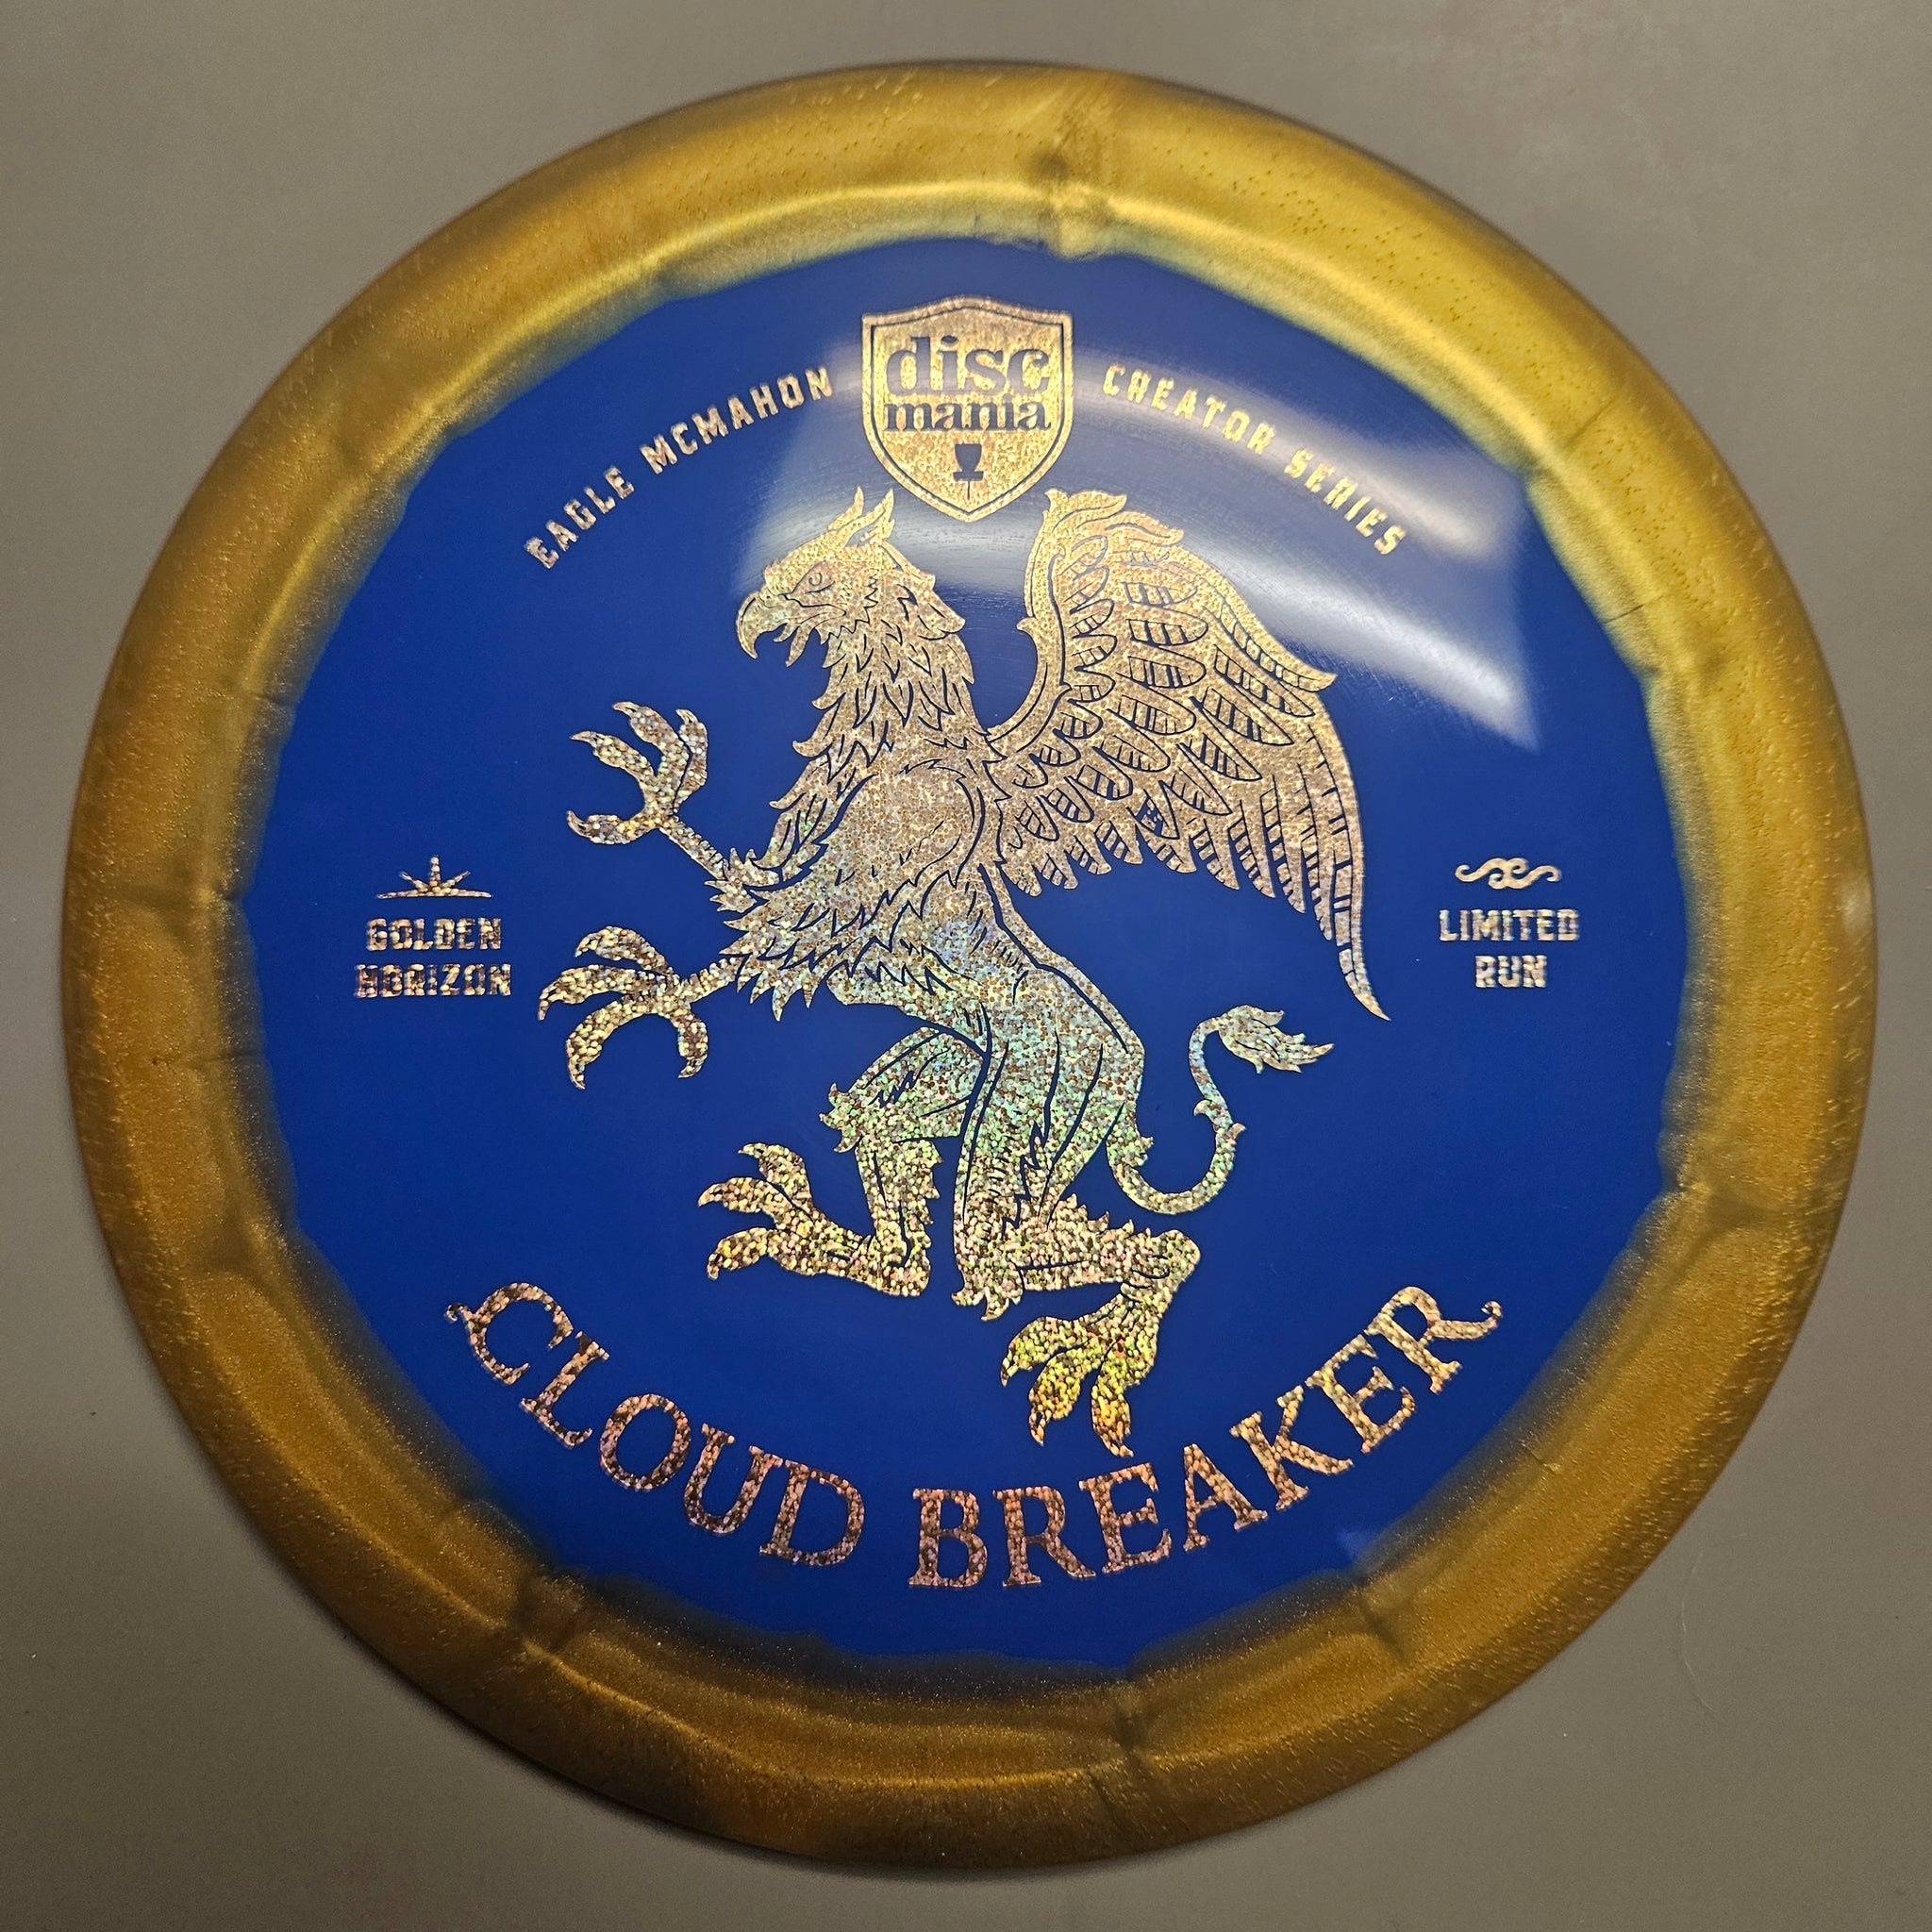 disc
mania
EAGLE MCMAHON
CREATOR SERIES
GOLDEN
HORIZON
LIMITED
RUN
CLOUD BREAKER